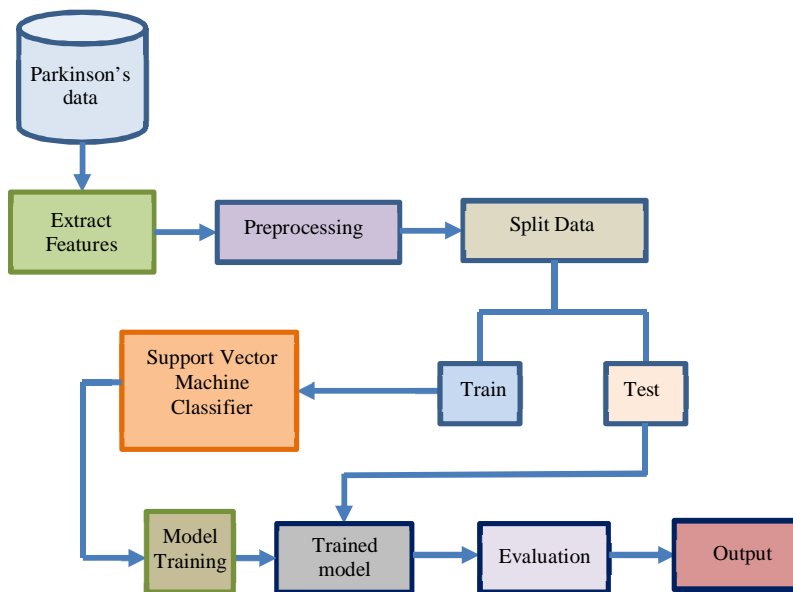 Parkinson's
data
Extract
Features
Preprocessing
Split Data
Support Vector
Machine
Classifier
Train
Test
Model
Training
Trained
model
Evaluation
Output